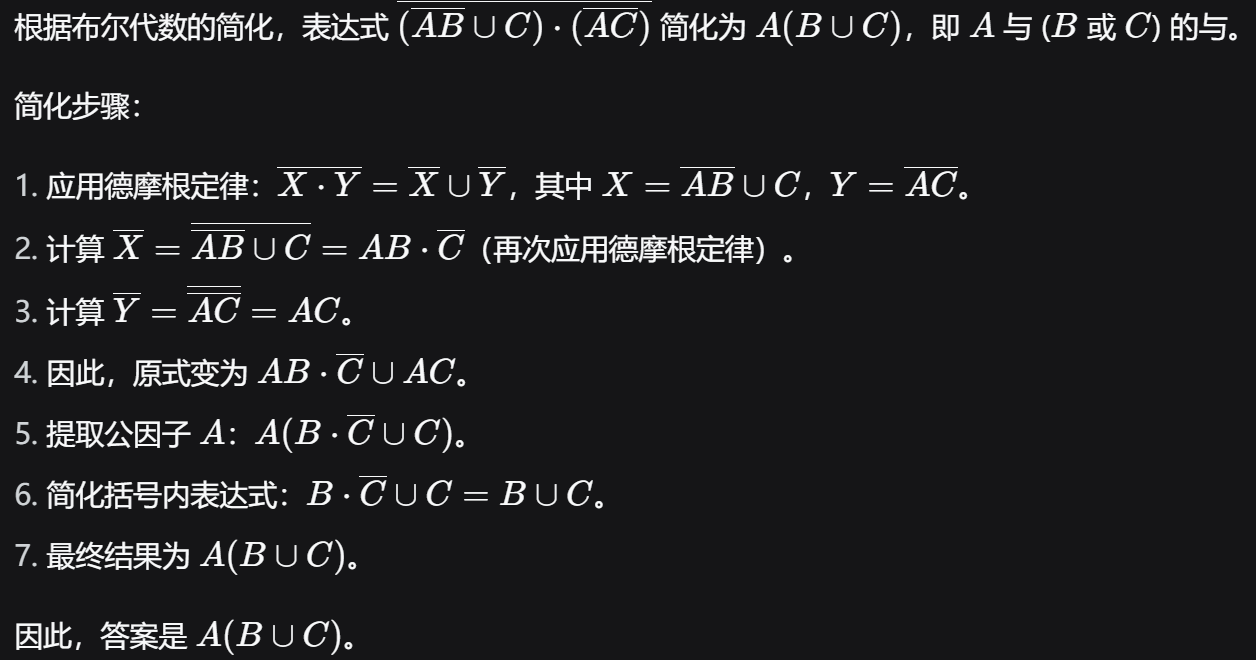 根据布尔代数的简化，表达式 $\overline{(\overline{AB} \cup C) \cdot (\overline{AC})}$ 简化为 $A(B \cup C)$，即 $A$ 与 ($B$ 或 $C$) 的与。
简化步骤：
1. 应用德摩根定律：$\overline{X \cdot Y} = \overline{X} \cup \overline{Y}$，其中 $X = \overline{AB} \cup C$，$Y = \overline{AC}$。
2. 计算 $\overline{X} = \overline{\overline{AB} \cup C} = AB \cdot \overline{C}$（再次应用德摩根定律）。
3. 计算 $\overline{Y} = \overline{\overline{AC}} = AC$。
4. 因此，原式变为 $AB \cdot \overline{C} \cup AC$。
5. 提取公因子 $A$：$A(B \cdot \overline{C} \cup C)$。
6. 简化括号内表达式：$B \cdot \overline{C} \cup C = B \cup C$。
7. 最终结果为 $A(B \cup C)$。
因此，答案是 $A(B \cup C)$。